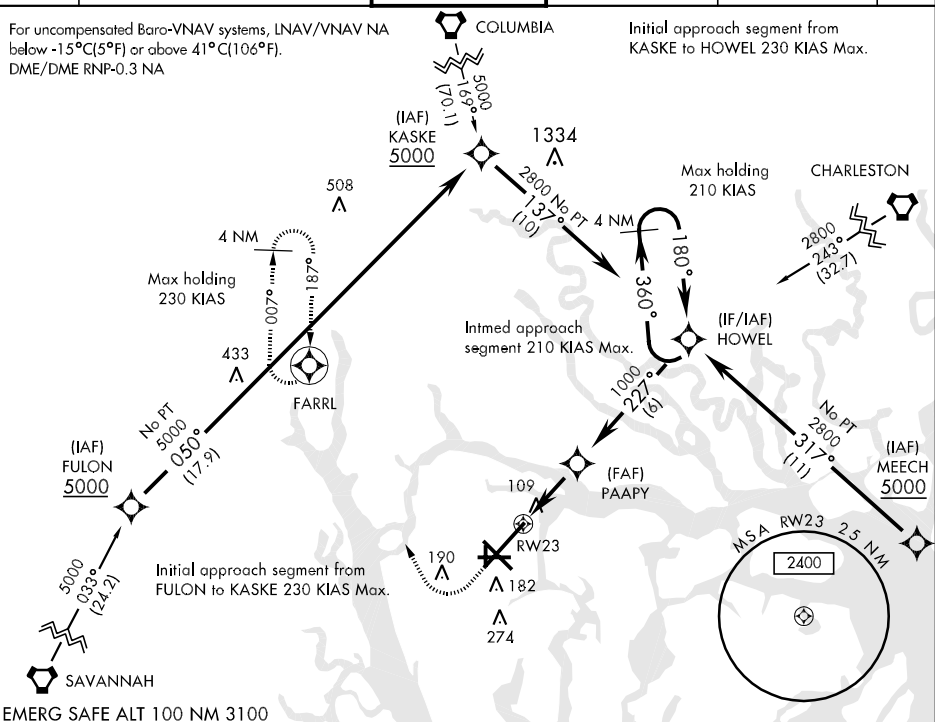 For uncompensated Baro-VNAV systems, LNAV/VNAV NA
below -15°C(5°F) or above 41°C(106°F).
DME/DME RNP-0.3 NA
COLUMBIA
Initial approach segment from
KASKE to HOWEL 230 KIAS Max.
5000
169°
(70.1)
(IAF)
KASKE
5000
1334
2800 No PT
137°
(10)
508
4 NM
007°
187°
Max holding
230 KIAS
Max holding
210 KIAS
4 NM
360°
180°
CHARLESTON
2800
243°
(32.7)
(IF/IAF)
HOWEL
Intmed approach
segment 210 KIAS Max.
433
FARRL
1000
227°
(6)
No PT
5000
050°
(17.9)
(IAF)
FULON
5000
No PT
2800
317°
(11)
(IAF)
MEECH
5000
(FAF)
PAAPY
109
RW23
190
182
274
MSA RW23 25 NM
2400
Initial approach segment from
FULON to KASKE 230 KIAS Max.
5000
033°
(24.2)
SAVANNAH
EMERG SAFE ALT 100 NM 3100